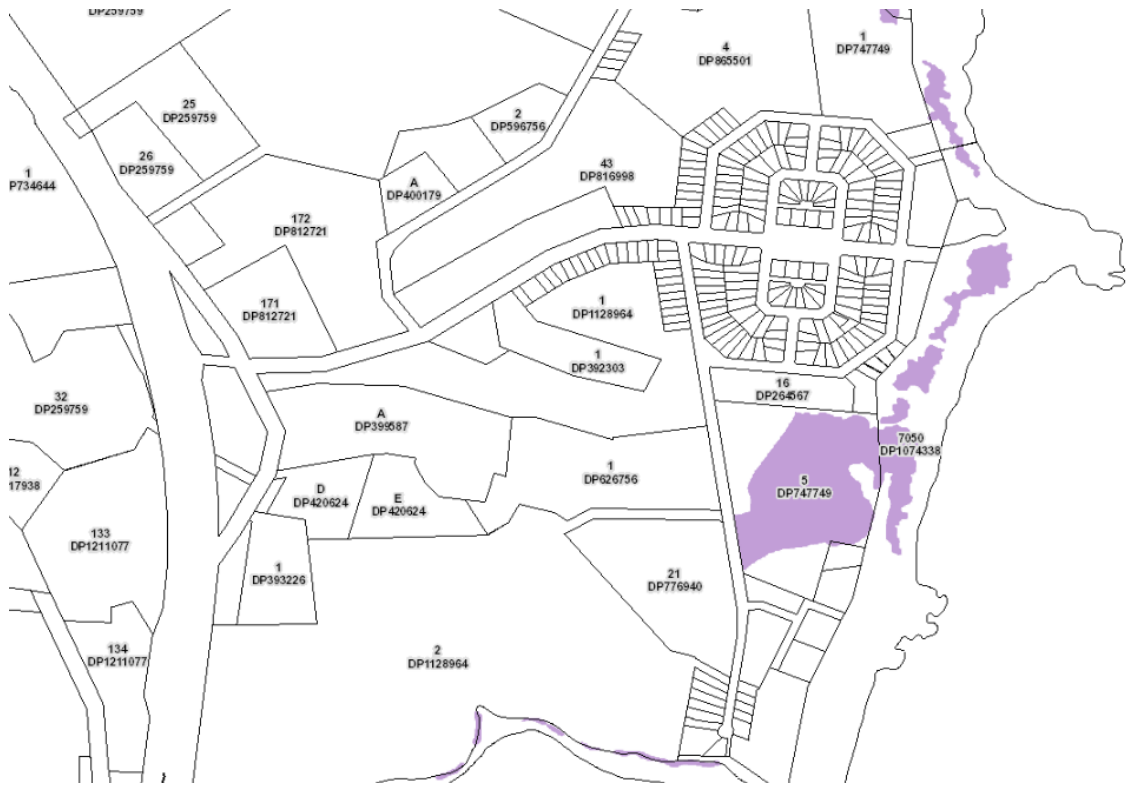 DP259759
4
DP865501
1
DP747749
25
DP259759
2
DP596756
26
DP259759
1
P734644
43
DP816998
A
DP400179
172
DP812721
171
DP812721
1
DP1128964
1
DP392303
16
DP264567
32
DP259759
A
DP399587
7050
DP1074338
12
17938
1
DP626756
5
DP747749
D
DP420624
E
DP420624
133
DP1211077
1
DP393226
21
DP776940
134
DP1211077
2
DP1128964